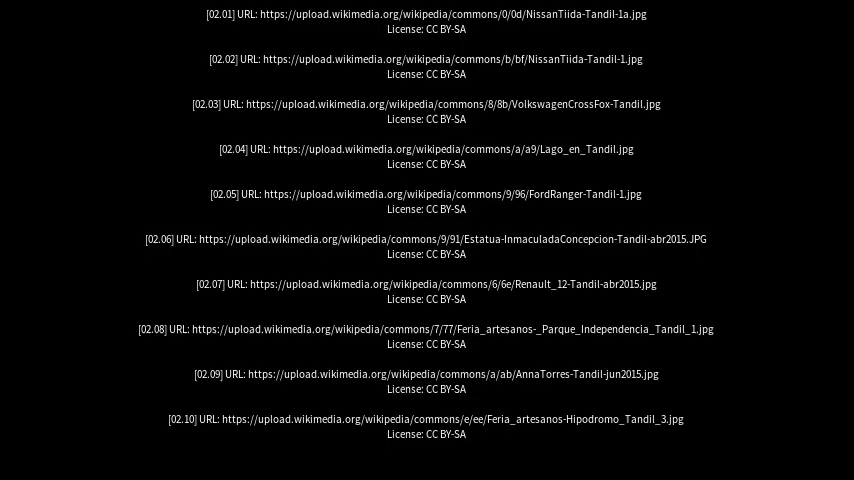 [02.01] URL: https://upload.wikimedia.org/wikipedia/commons/0/0d/NissanTiida-Tandil-1a.jpg
License: CC BY-SA
[02.02] URL: https://upload.wikimedia.org/wikipedia/commons/b/bf/NissanTiida-Tandil-1.jpg
License: CC BY-SA
[02.03] URL: https://upload.wikimedia.org/wikipedia/commons/8/8b/VolkswagenCrossFox-Tandil.jpg
License: CC BY-SA
[02.04] URL: https://upload.wikimedia.org/wikipedia/commons/a/a9/Lago_en_Tandil.jpg
License: CC BY-SA
[02.05] URL: https://upload.wikimedia.org/wikipedia/commons/9/96/FordRanger-Tandil-1.jpg
License: CC BY-SA
[02.06] URL: https://upload.wikimedia.org/wikipedia/commons/9/91/Estatua-InmaculadaConcepcion-Tandil-abr2015.JPG
License: CC BY-SA
[02.07] URL: https://upload.wikimedia.org/wikipedia/commons/6/6e/Renault_12-Tandil-abr2015.jpg
License: CC BY-SA
[02.08] URL: https://upload.wikimedia.org/wikipedia/commons/7/77/Feria_artesanos-_Parque_Independencia_Tandil_1.jpg
License: CC BY-SA
[02.09] URL: https://upload.wikimedia.org/wikipedia/commons/a/ab/AnnaTorres-Tandil-jun2015.jpg
License: CC BY-SA
[02.10] URL: https://upload.wikimedia.org/wikipedia/commons/e/ee/Feria_artesanos-Hipodromo_Tandil_3.jpg
License: CC BY-SA